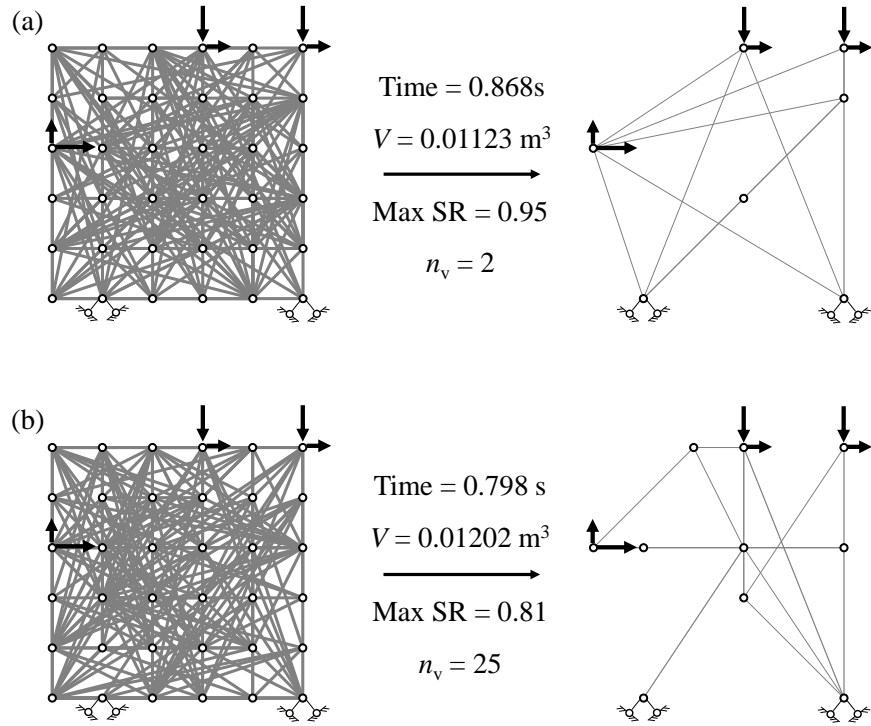 (a)
Time = 0.868s
V = 0.01123 m³
Max SR = 0.95
nᵥ = 2
(b)
Time = 0.798 s
V = 0.01202 m³
Max SR = 0.81
nᵥ = 25